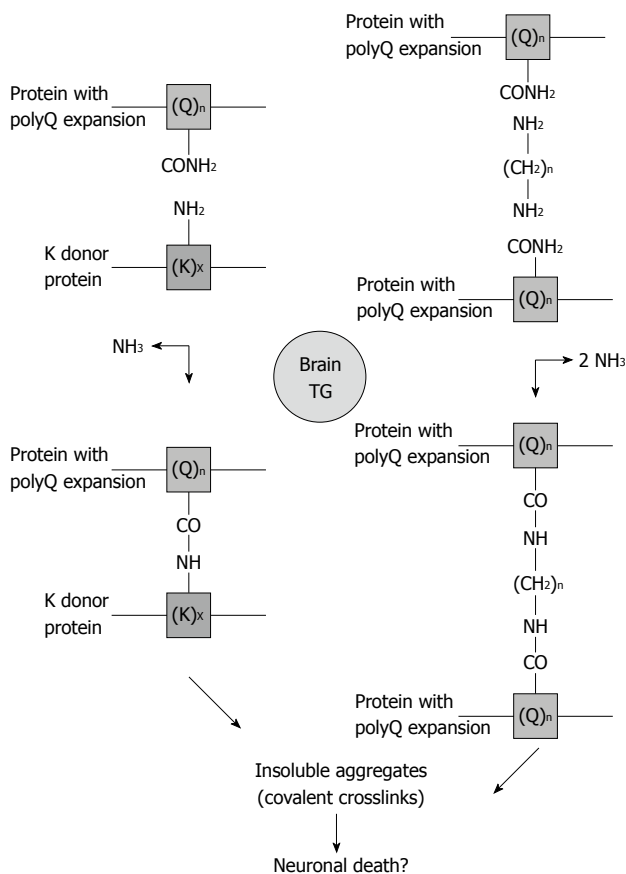 Protein with
polyQ expansion
(Q)n
CONH2
NH2
K donor
protein
(K)x
NH3
Protein with
polyQ expansion
(Q)n
CO
NH
K donor
protein
(K)x
Brain
TG
Protein with
polyQ expansion
(Q)n
CONH2
NH2
(CH2)n
NH2
CONH2
Protein with
polyQ expansion
(Q)n
2 NH3
Protein with
polyQ expansion
(Q)n
CO
NH
(CH2)n
NH
CO
Protein with
polyQ expansion
(Q)n
Insoluble aggregates
(covalent crosslinks)
Neuronal death?